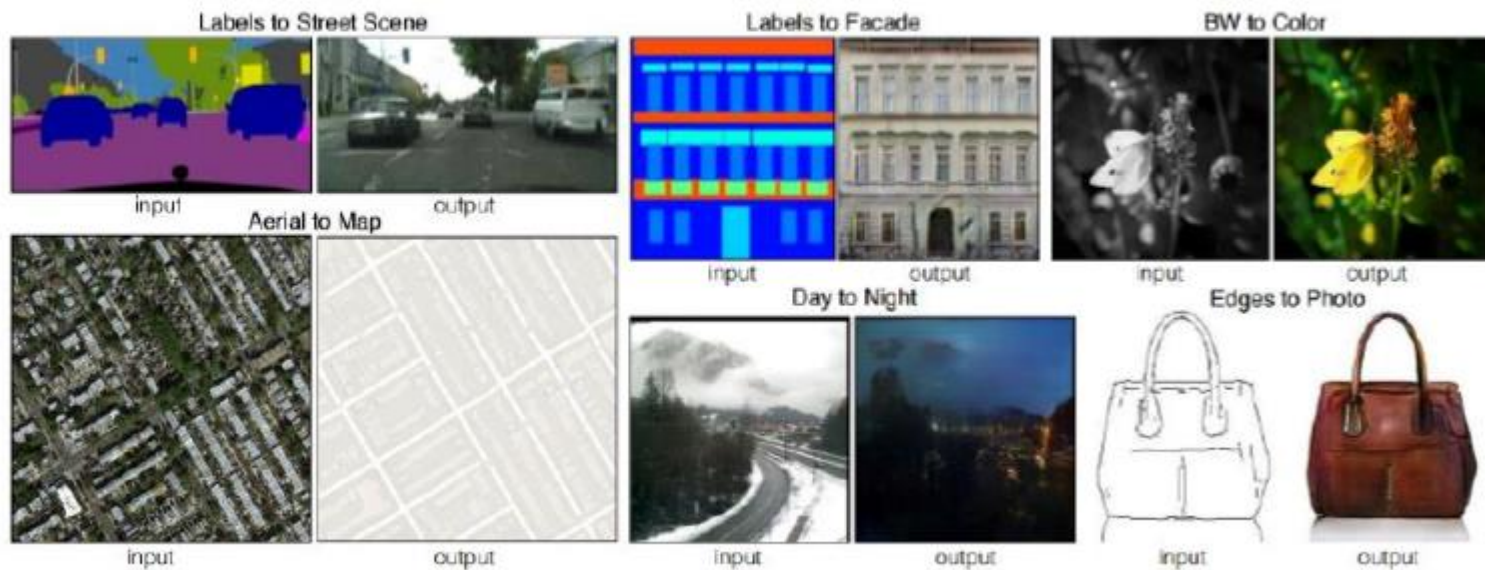 Labels to Street Scene
input
output
Aerial to Map
input
output
Labels to Facade
input
output
BW to Color
input
output
Day to Night
input
output
Edges to Photo
input
output